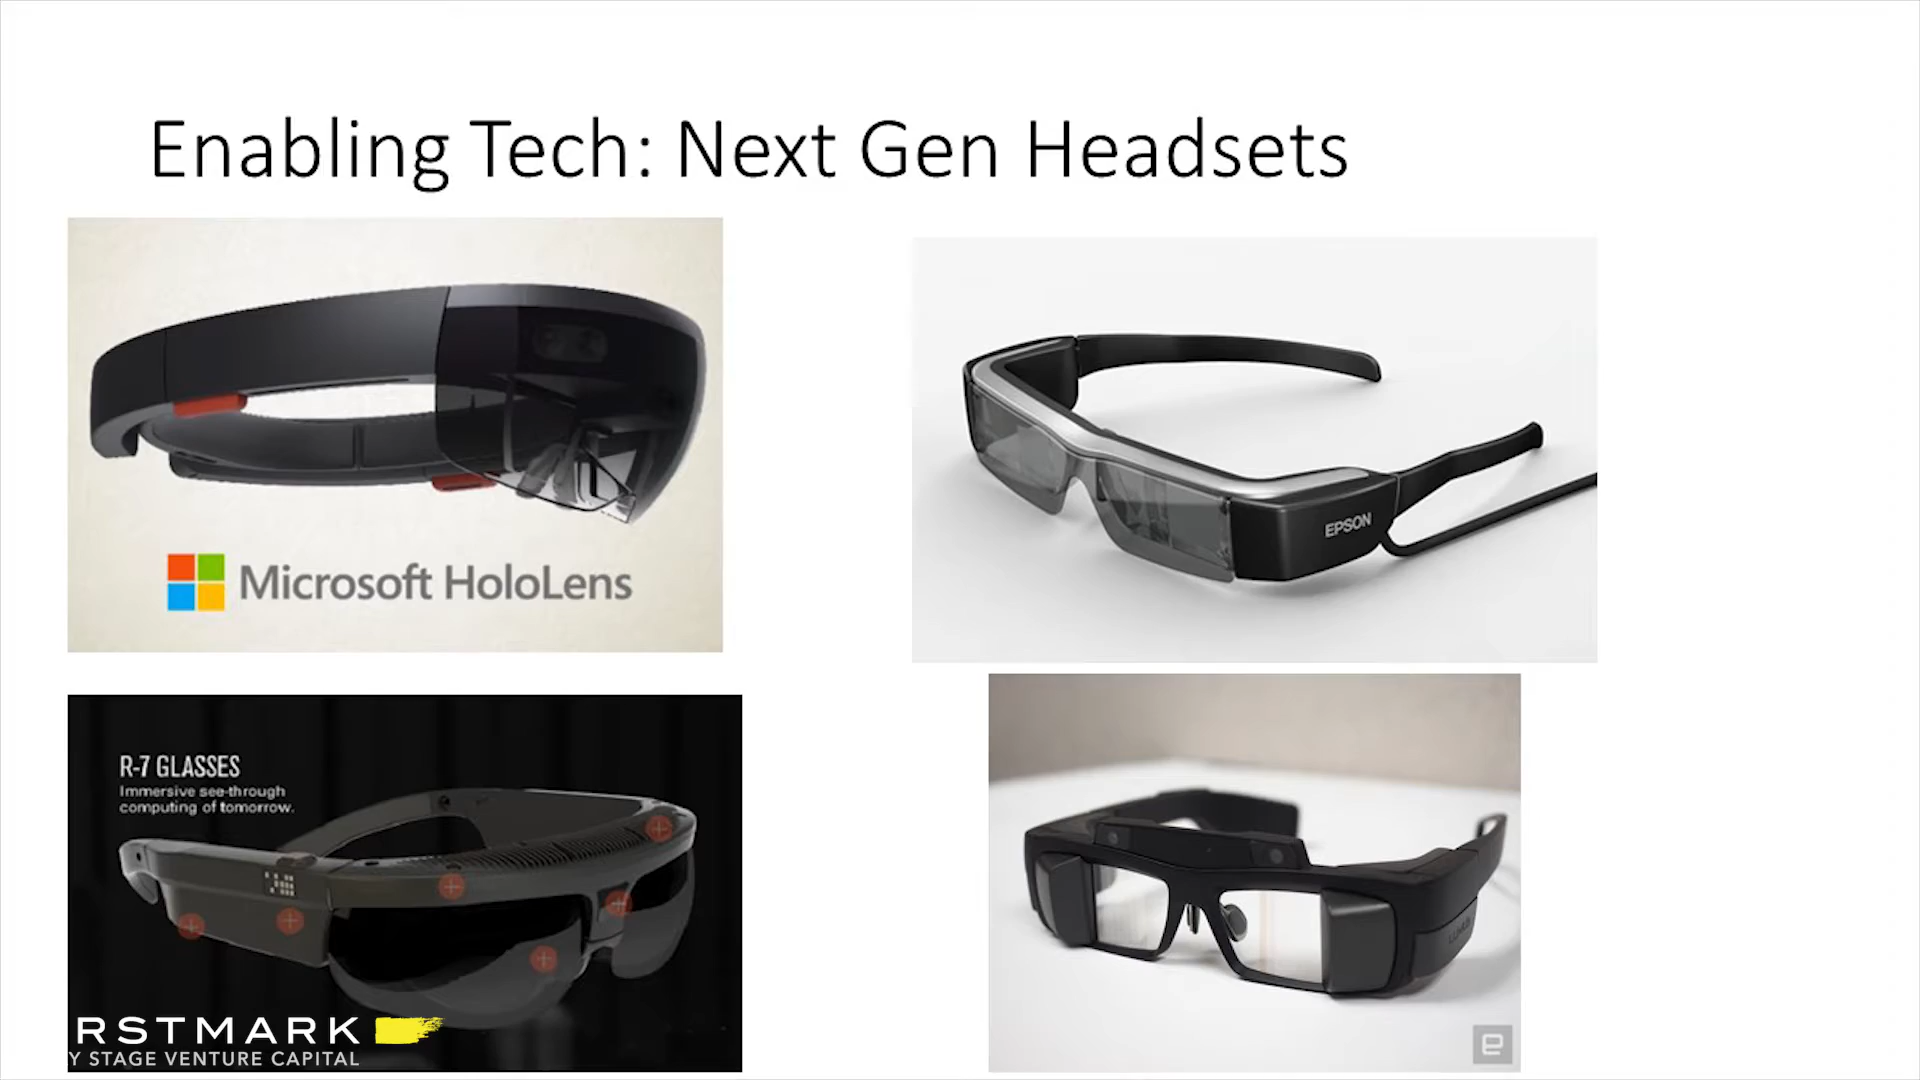 Enabling Tech: Next Gen Headsets
Microsoft HoloLens
EPSON
R-7 GLASSES
Immersive see-through
computing of tomorrow.
LUMUS
RSTMARK
Y STAGE VENTURE CAPITAL
e